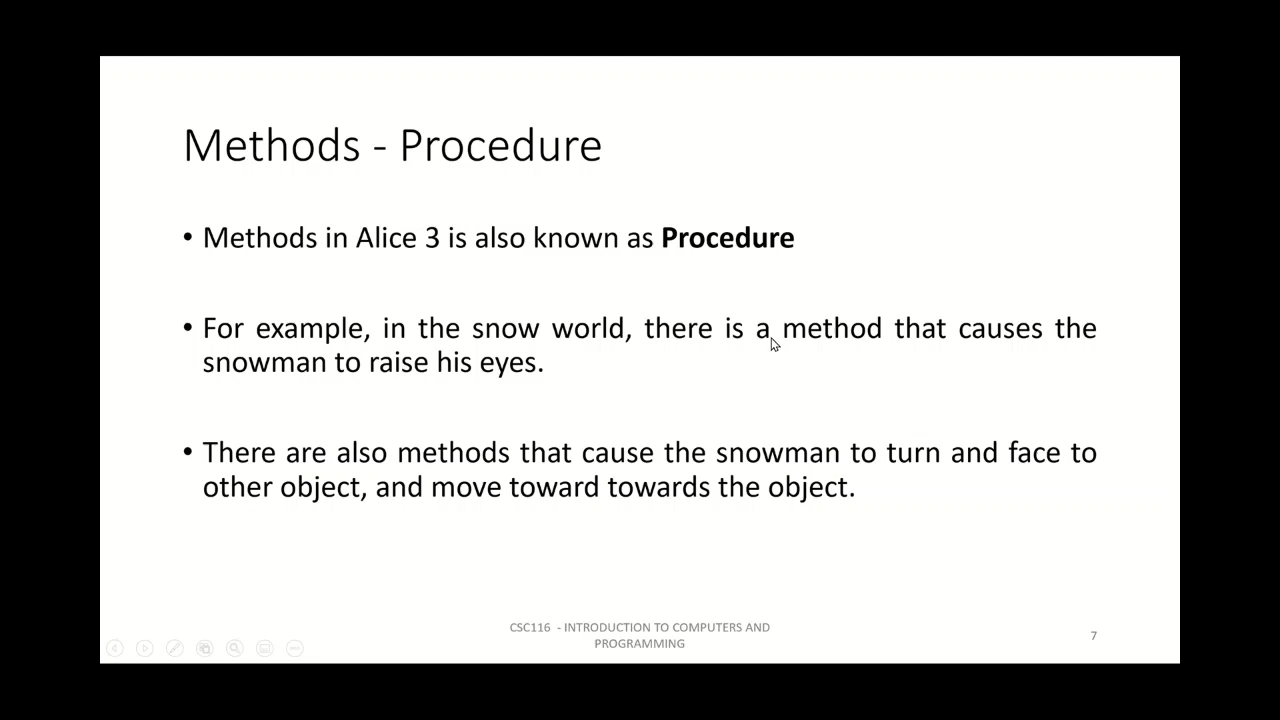 Methods - Procedure
• Methods in Alice 3 is also known as Procedure
• For example, in the snow world, there is a method that causes the
snowman to raise his eyes.
• There are also methods that cause the snowman to turn and face to
other object, and move toward towards the object.
CSC116 - INTRODUCTION TO COMPUTERS AND
PROGRAMMING
7